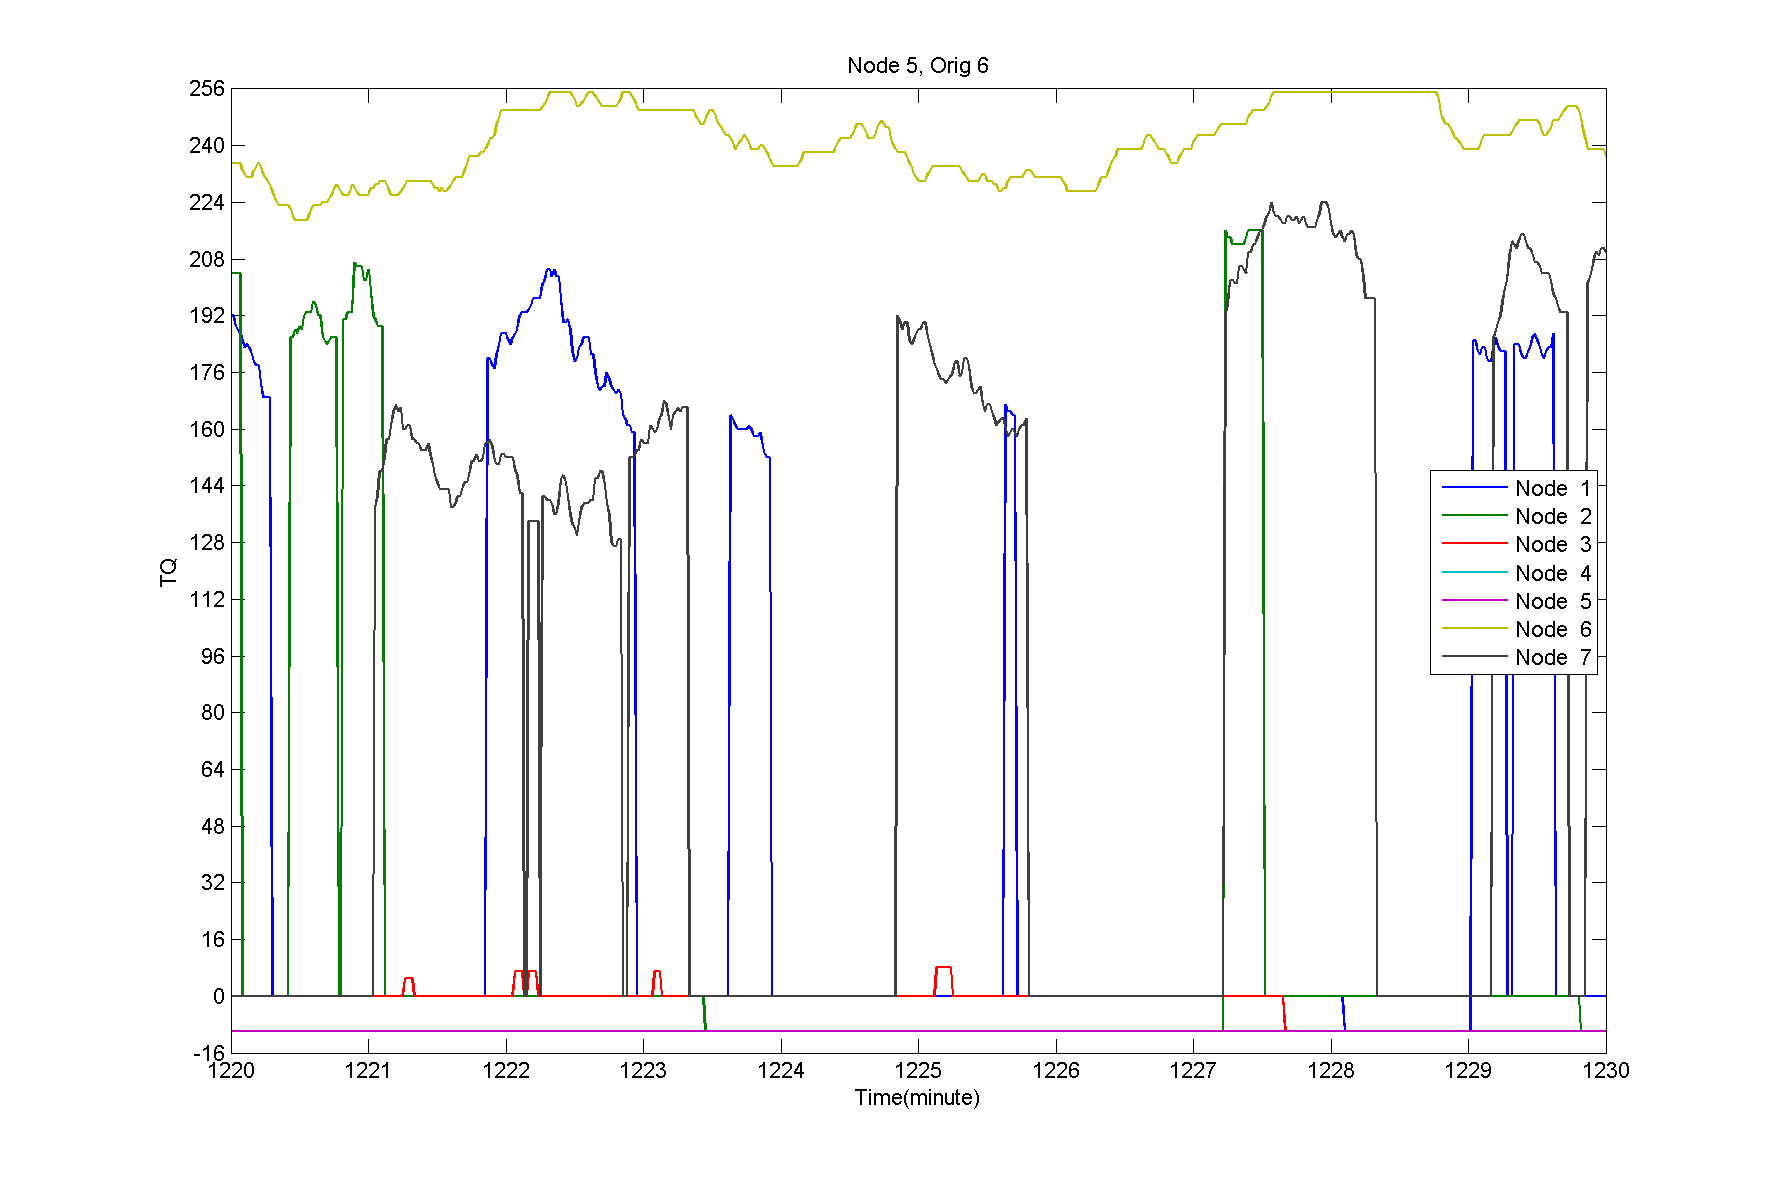 Node 5, Orig 6
256
240
224
208
192
176
160
144
128
112
96
80
64
48
32
16
0
-16
TQ
Node 1
Node 2
Node 3
Node 4
Node 5
Node 6
Node 7
1220 1221 1222 1223 1224 1225 1226 1227 1228 1229 1230
Time(minute)